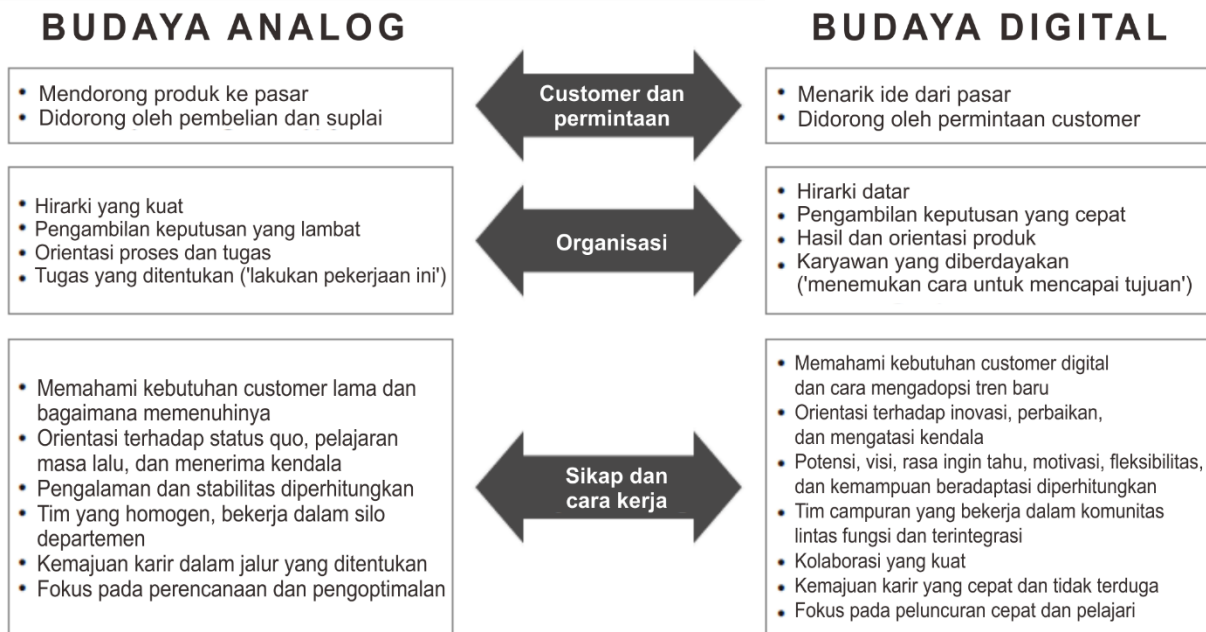 BUDAYA ANALOG
BUDAYA DIGITAL
• Mendorong produk ke pasar
• Didorong oleh pembelian dan suplai
Customer dan
permintaan
• Menarik ide dari pasar
• Didorong oleh permintaan customer
• Hirarki yang kuat
• Pengambilan keputusan yang lambat
• Orientasi proses dan tugas
• Tugas yang ditentukan ('lakukan pekerjaan ini')
Organisasi
• Hirarki datar
• Pengambilan keputusan yang cepat
• Hasil dan orientasi produk
• Karyawan yang diberdayakan
('menemukan cara untuk mencapai tujuan')
• Memahami kebutuhan customer lama dan
bagaimana memenuhinya
• Orientasi terhadap status quo, pelajaran
masa lalu, dan menerima kendala
• Pengalaman dan stabilitas diperhitungkan
• Tim yang homogen, bekerja dalam silo
departemen
• Kemajuan karir dalam jalur yang ditentukan
• Fokus pada perencanaan dan pengoptimalan
Sikap dan
cara kerja
• Memahami kebutuhan customer digital
dan cara mengadopsi tren baru
• Orientasi terhadap inovasi, perbaikan,
dan mengatasi kendala
• Potensi, visi, rasa ingin tahu, motivasi, fleksibilitas,
dan kemampuan beradaptasi diperhitungkan
• Tim campuran yang bekerja dalam komunitas
lintas fungsi dan terintegrasi
• Kolaborasi yang kuat
• Kemajuan karir yang cepat dan tidak terduga
• Fokus pada peluncuran cepat dan pelajari